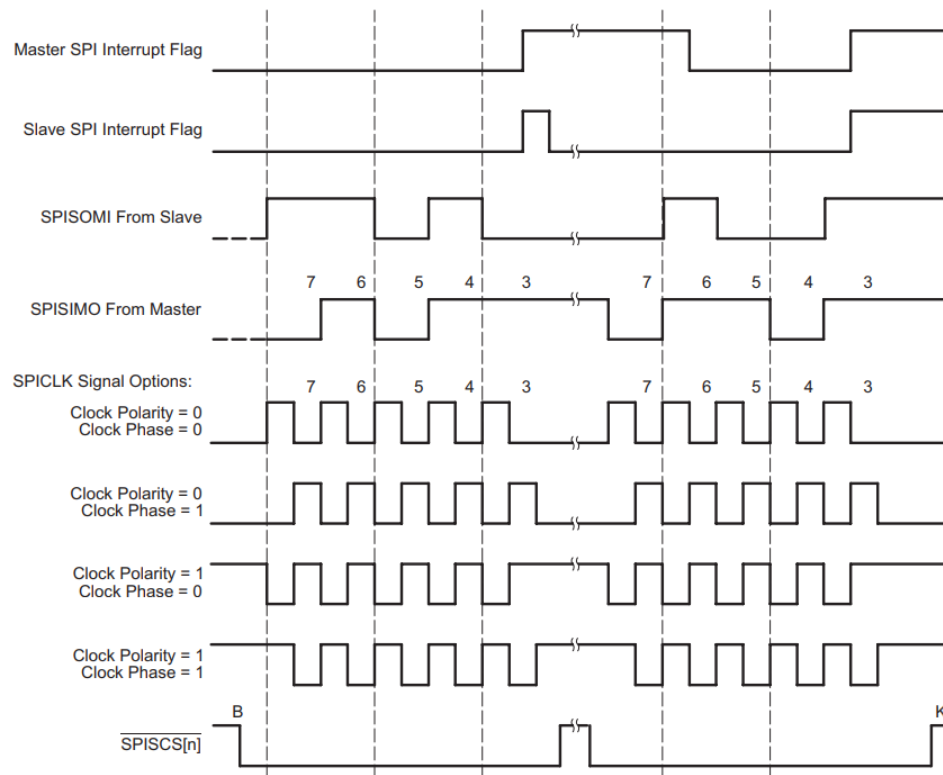 Master SPI Interrupt Flag
Slave SPI Interrupt Flag
SPISOMI From Slave
7 6 5 4 3 7 6 5 4 3
SPISIMO From Master
SPICLK Signal Options:
7 6 5 4 3 7 6 5 4 3
Clock Polarity = 0
Clock Phase = 0
Clock Polarity = 0
Clock Phase = 1
Clock Polarity = 1
Clock Phase = 0
Clock Polarity = 1
Clock Phase = 1
B K
SPISCS[n]